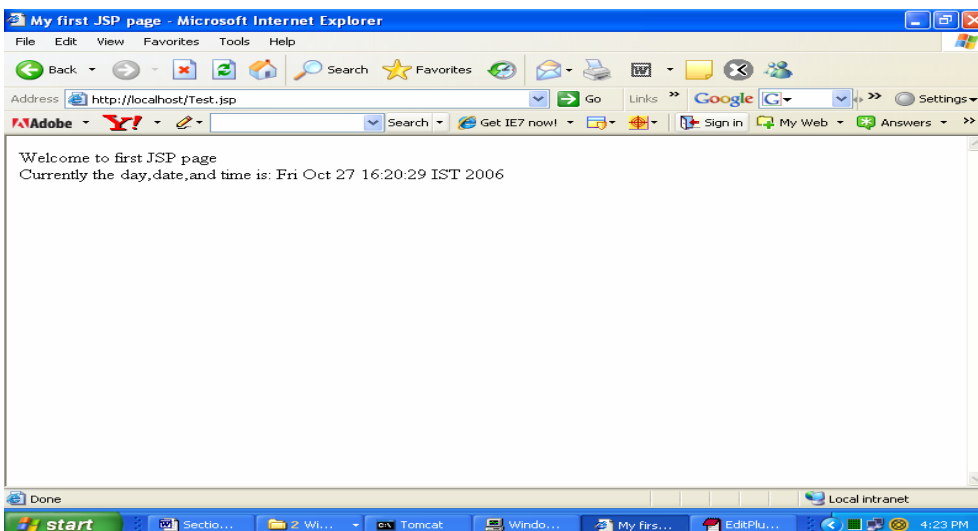 My first JSP page - Microsoft Internet Explorer
File Edit View Favorites Tools Help
Back Search Favorites
Address http://localhost/Test.jsp Go Links » Google G Settings
Adobe Y! Search Get IE7 now! Sign in My Web Answers
Welcome to first JSP page
Currently the day,date,and time is: Fri Oct 27 16:20:29 IST 2006
Done Local intranet
start Sectio... 2 Wi... Tomcat Windo... My firs... EditPlu... 4:23 PM